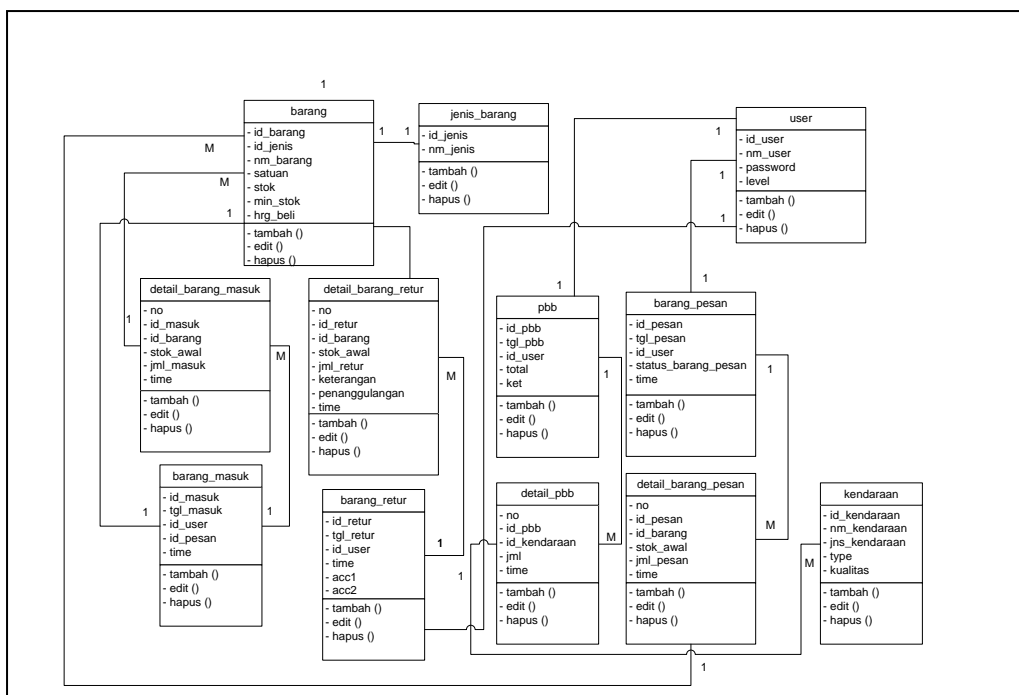 1
barang
- id_barang
- id_jenis
- nm_barang
- satuan
- stok
- min_stok
- hrg_beli
- tambah ()
- edit ()
- hapus ()
M
M
1
1
1
jenis_barang
- id_jenis
- nm_jenis
- tambah ()
- edit ()
- hapus ()
user
- id_user
- nm_user
- password
- level
- tambah ()
- edit ()
- hapus ()
1
1
1
detail_barang_masuk
- no
- id_masuk
- id_barang
- stok_awal
- jml_masuk
- time
- tambah ()
- edit ()
- hapus ()
1
M
detail_barang_retur
- no
- id_retur
- id_barang
- stok_awal
- jml_retur
- keterangan
- penanggulangan
- time
- tambah ()
- edit ()
- hapus ()
M
1
pbb
- id_pbb
- tgl_pbb
- id_user
- total
- ket
- tambah ()
- edit ()
- hapus ()
1
1
barang_pesan
- id_pesan
- tgl_pesan
- id_user
- status_barang_pesan
- time
- tambah ()
- edit ()
- hapus ()
1
barang_masuk
- id_masuk
- tgl_masuk
- id_user
- id_pesan
- time
- tambah ()
- edit ()
- hapus ()
1
1
barang_retur
- id_retur
- tgl_retur
- id_user
- time
- acc1
- acc2
- tambah ()
- edit ()
- hapus ()
1
1
detail_pbb
- no
- id_pbb
- id_kendaraan
- jml
- time
- tambah ()
- edit ()
- hapus ()
M
detail_barang_pesan
- no
- id_pesan
- id_barang
- stok_awal
- jml_pesan
- time
- tambah ()
- edit ()
- hapus ()
M
1
kendaraan
- id_kendaraan
- nm_kendaraan
- jns_kendaraan
- type
- kualitas
- tambah ()
- edit ()
- hapus ()
M